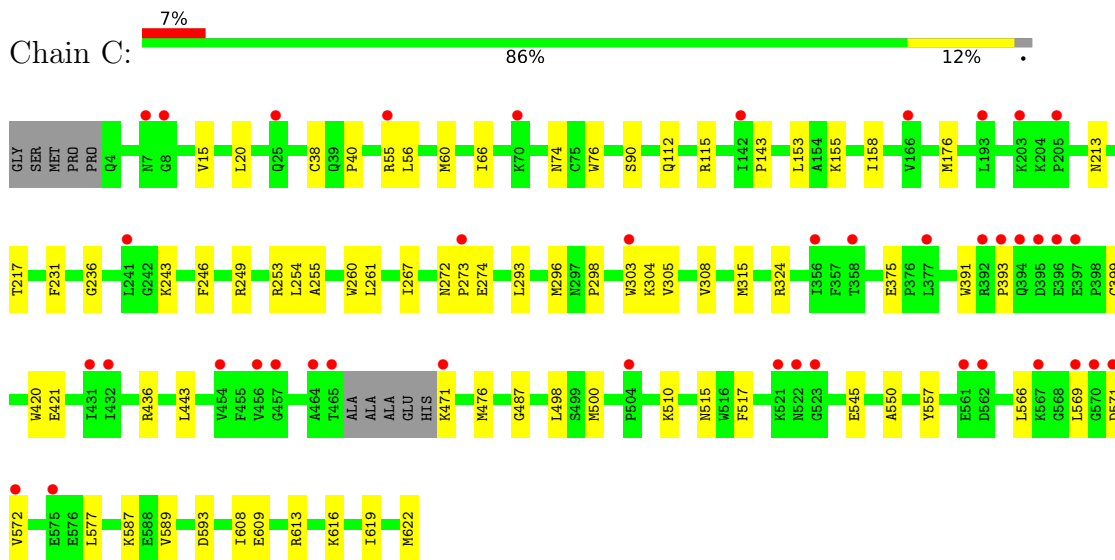 7%
Chain C:
86% 12% •
GLY SER MET PRO PRO Q4 N7 G8 V15 L20 Q25 C38 Q39 P40 R55 L56 M60 I66 K70 N74 C75 W76 S90 Q112 R115 I142 P143 L153 A154 K155 I158 V166 M176 L193 K203 K204 P205 N213
T217 F231 G236 L241 G242 K243 F246 R249 R253 L254 A255 W260 L261 I267 N272 P273 E274 L293 M296 N297 P298 W303 K304 V305 V308 M315 R324 I356 F357 T358 E375 P376 L377 W391 R392 P393 Q394 D395 E396 E397 P398 C399
W420 E421 I431 I432 R436 L443 V454 F455 V456 G457 A464 T465 ALA ALA ALA GLU HIS K471 M476 G487 L498 S499 M500 P504 K510 N515 W516 F517 K521 N522 G523 E545 A550 Y557 E561 D562 L566 K567 G568 L569 G570 D571
V572 E575 E576 L577 K587 E588 V589 D593 I608 E609 R613 K616 I619 M622